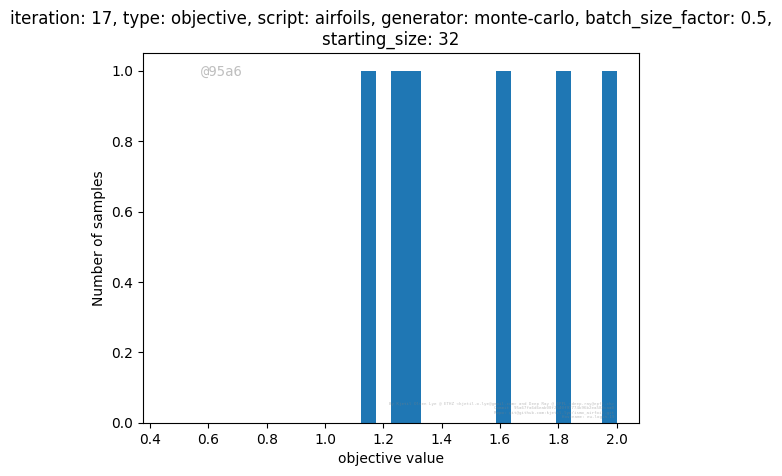 iteration: 17, type: objective, script: airfoils, generator: monte-carlo, batch_size_factor: 0.5,
starting_size: 32
@95a6
1.0
0.8
0.6
0.4
0.2
0.0
Number of samples
0.4 0.6 0.8 1.0 1.2 1.4 1.6 1.8 2.0
objective value